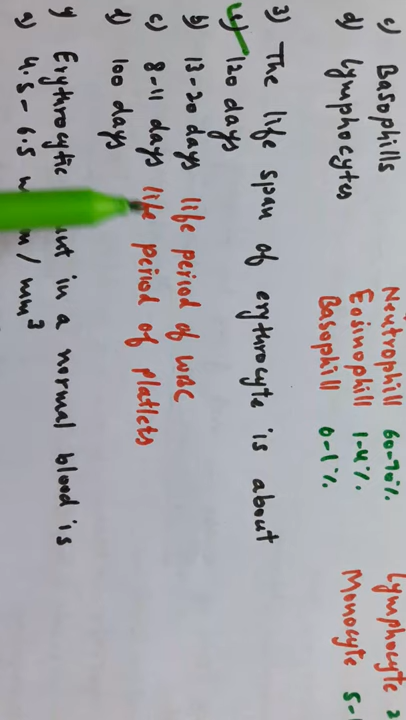 c) Basophills
d) Lymphocytes
Neutrophill 60-70%.
Eosinophill 1-4%.
Basophill 0-1%.
Lymphocyte 2
Monocyte 5-
3) The life span of erythrocyte is about
a) 120 days
b) 13-20 days life period of WBC
c) 8-11 days life period of platlets
d) 100 days
4) Erythrocytic in a normal blood is
a) 4.5-6.5 / mm³